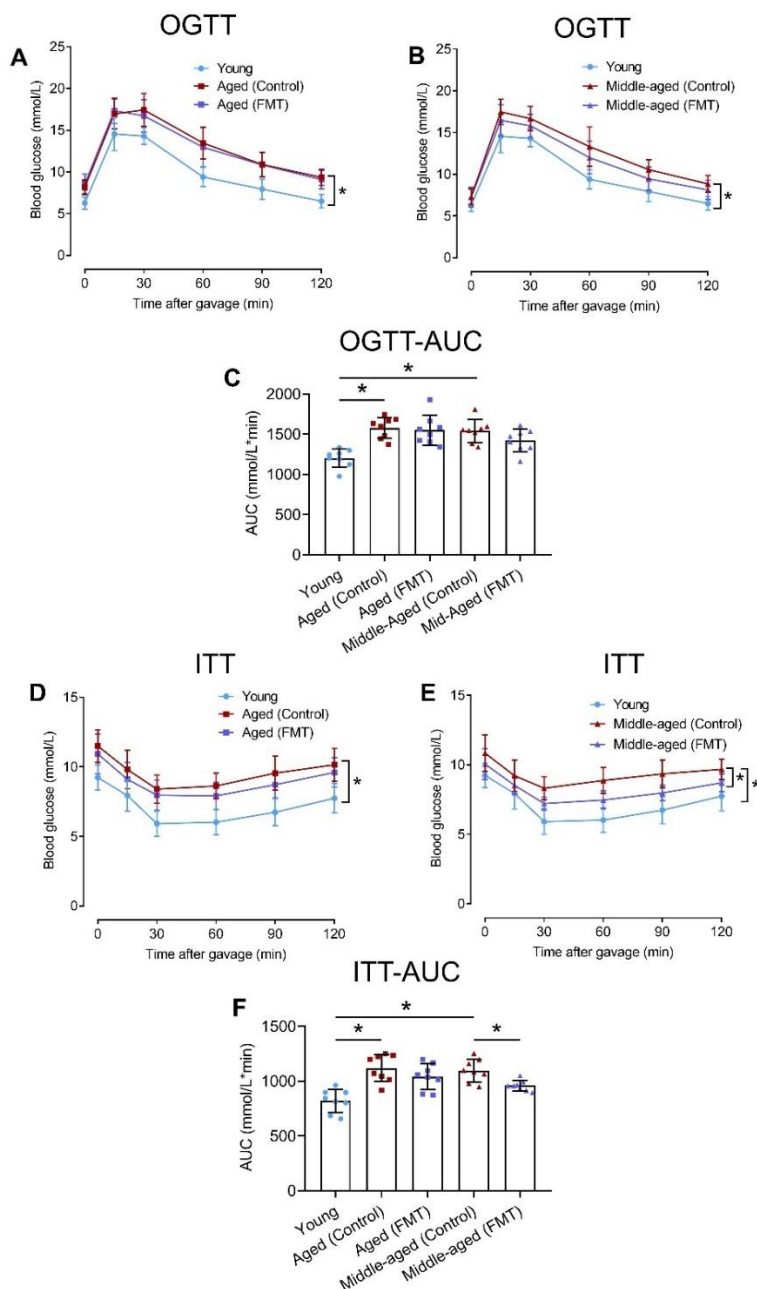 OGTT
OGTT
A
B
Young
Aged (Control)
Aged (FMT)
Young
Middle-aged (Control)
Middle-aged (FMT)
Blood glucose (mmol/L)
25
20
15
10
5
0
*
0 30 60 90 120
Time after gavage (min)
Blood glucose (mmol/L)
25
20
15
10
5
0
*
0 30 60 90 120
Time after gavage (min)
OGTT-AUC
C
*
*
AUC (mmol/L*min)
2000
1500
1000
500
0
Young
Aged (Control)
Aged (FMT)
Middle-Aged (Control)
Mid-Aged (FMT)
ITT
ITT
D
E
Young
Aged (Control)
Aged (FMT)
Young
Middle-aged (Control)
Middle-aged (FMT)
Blood glucose (mmol/L)
15
10
5
0
*
0 30 60 90 120
Time after gavage (min)
Blood glucose (mmol/L)
15
10
5
0
* *
0 30 60 90 120
Time after gavage (min)
ITT-AUC
F
*
* *
AUC (mmol/L*min)
1500
1000
500
0
Young
Aged (Control)
Aged (FMT)
Middle-aged (Control)
Middle-aged (FMT)